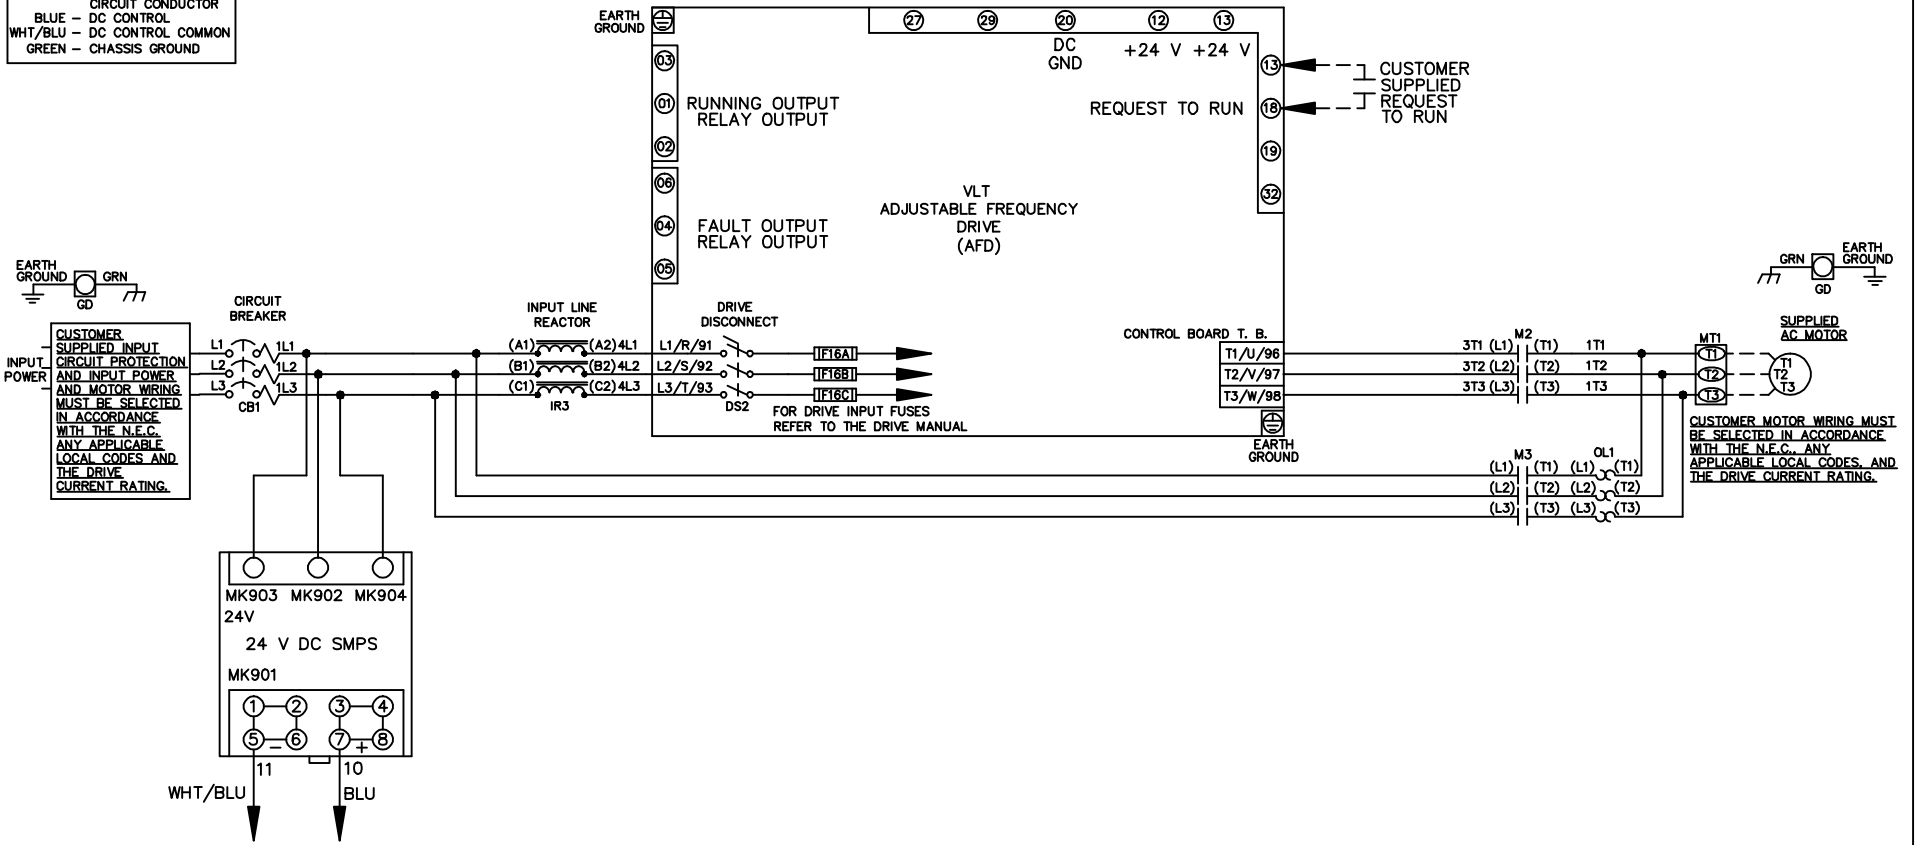 CIRCUIT CONDUCTOR
BLUE – DC CONTROL
WHT/BLU – DC CONTROL COMMON
GREEN – CHASSIS GROUND
EARTH
GROUND
27
29
20
12
13
DC
GND
+24 V
+24 V
03
01
02
RUNNING OUTPUT
RELAY OUTPUT
06
04
05
FAULT OUTPUT
RELAY OUTPUT
REQUEST TO RUN
13
18
19
32
CUSTOMER
SUPPLIED
REQUEST
TO RUN
VLT
ADJUSTABLE FREQUENCY
DRIVE
(AFD)
EARTH
GROUND
GRN
GD
CIRCUIT
BREAKER
INPUT LINE
REACTOR
DRIVE
DISCONNECT
CONTROL BOARD T. B.
GRN
EARTH
GROUND
GD
INPUT
POWER
CUSTOMER
SUPPLIED INPUT
CIRCUIT PROTECTION
AND INPUT POWER
AND MOTOR WIRING
MUST BE SELECTED
IN ACCORDANCE
WITH THE N.E.C.
ANY APPLICABLE
LOCAL CODES AND
THE DRIVE
CURRENT RATING.
L1
1L1
L2
1L2
L3
1L3
CB1
(A1)
(A2)4L1
(B1)
(B2)4L2
(C1)
(C2)4L3
IR3
L1/R/91
L2/S/92
L3/T/93
DS2
F16A
F16B
F16C
FOR DRIVE INPUT FUSES
REFER TO THE DRIVE MANUAL
T1/U/96
T2/V/97
T3/W/98
EARTH
GROUND
M2
3T1 (L1)
(T1)
1T1
3T2 (L2)
(T2)
1T2
3T3 (L3)
(T3)
1T3
MT1
T1
T2
T3
SUPPLIED
AC MOTOR
T1
T2
T3
CUSTOMER MOTOR WIRING MUST
BE SELECTED IN ACCORDANCE
WITH THE N.E.C., ANY
APPLICABLE LOCAL CODES, AND
THE DRIVE CURRENT RATING.
M3
OL1
(L1)
(T1)
(L1)
(T1)
(L2)
(T2)
(L2)
(T2)
(L3)
(T3)
(L3)
(T3)
MK903
MK902
MK904
24V
24 V DC SMPS
MK901
1
2
3
4
5
–
6
7
+
8
11
10
WHT/BLU
BLU